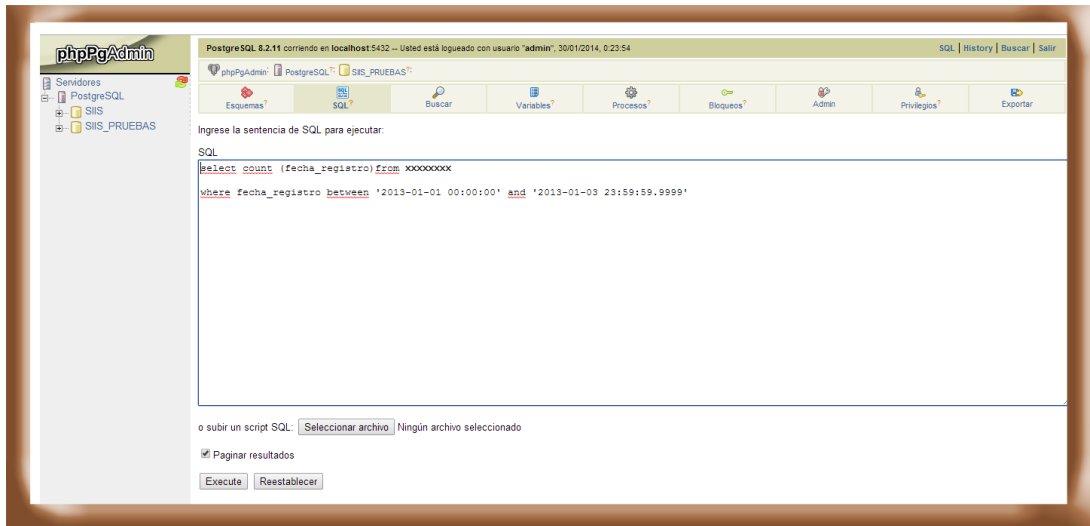 phpPgAdmin
Servidores
PostgreSQL
SIIS
SIIS_PRUEBAS
PostgreSQL 8.2.11 corriendo en localhost:5432 -- Usted está logueado con usuario "admin", 30/01/2014, 0:23:54
SQL | History | Buscar | Salir
phpPgAdmin: PostgreSQL?: SIIS_PRUEBAS?:
Esquemas? SQL? Buscar Variables? Procesos? Bloqueos? Admin Privilegios? Exportar
Ingrese la sentencia de SQL para ejecutar:
SQL
select count (fecha_registro)from xxxxxxxx
where fecha_registro between '2013-01-01 00:00:00' and '2013-01-03 23:59:59.9999'
o subir un script SQL: Seleccionar archivo Ningún archivo seleccionado
Paginar resultados
Execute Reestablecer